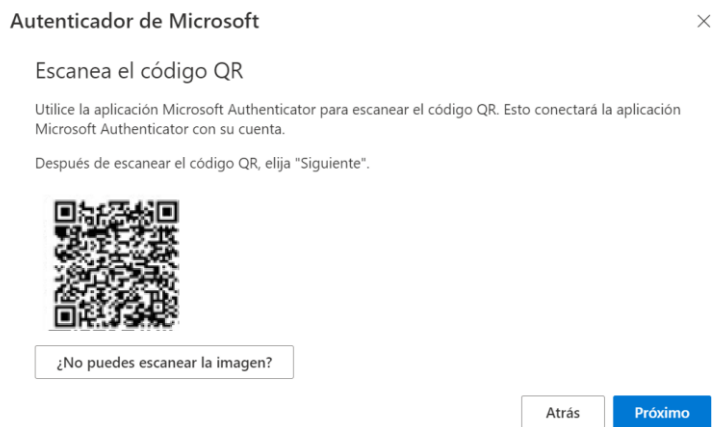 Autenticador de Microsoft
Escanea el código QR
Utilice la aplicación Microsoft Authenticator para escanear el código QR. Esto conectará la aplicación
Microsoft Authenticator con su cuenta.
Después de escanear el código QR, elija "Siguiente".
¿No puedes escanear la imagen?
Atrás
Próximo